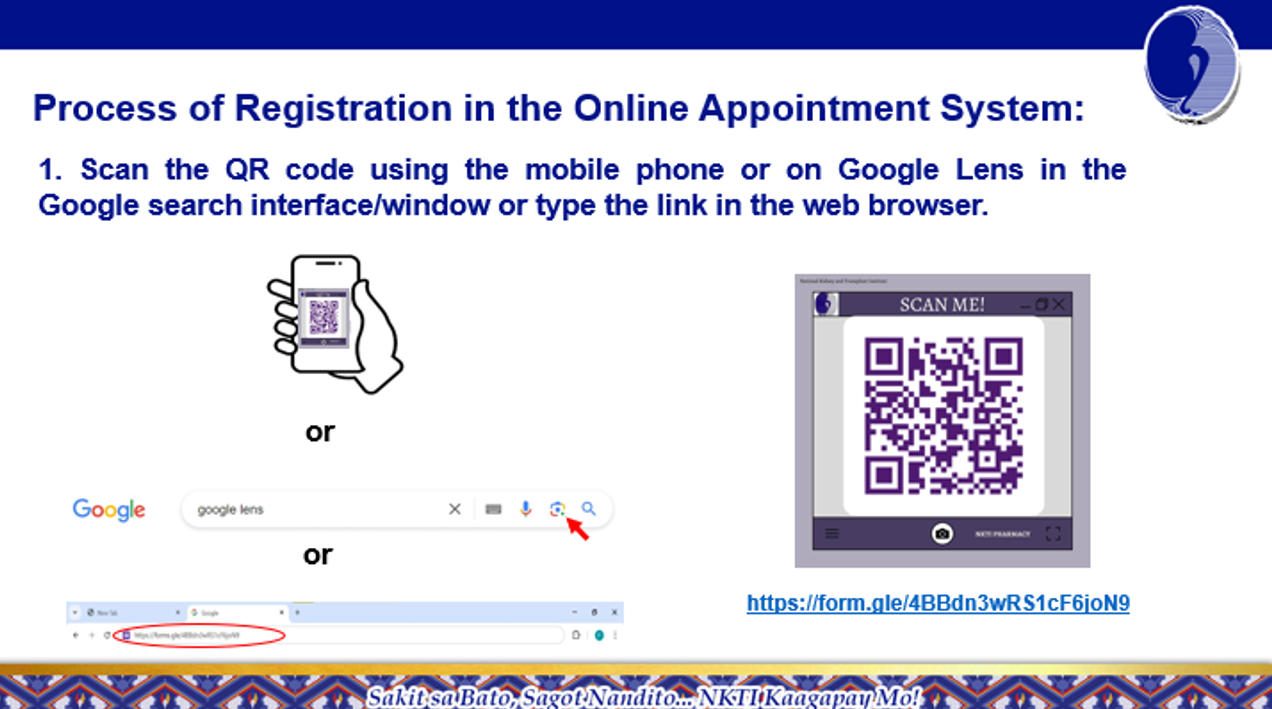 Process of Registration in the Online Appointment System:
1. Scan the QR code using the mobile phone or on Google Lens in the
Google search interface/window or type the link in the web browser.
National Kidney and Transplant Institute
SCAN ME!
or
Google
google lens
NKTI PHARMACY
or
https://form.gle/4BBdn3wRS1cF6joN9
New Tab
Google
https://forms.gle/4BBdn3wRS1cF6joN9
Sakit sa Bato, Sagot Nandito... NKTI Kaagapay Mo!